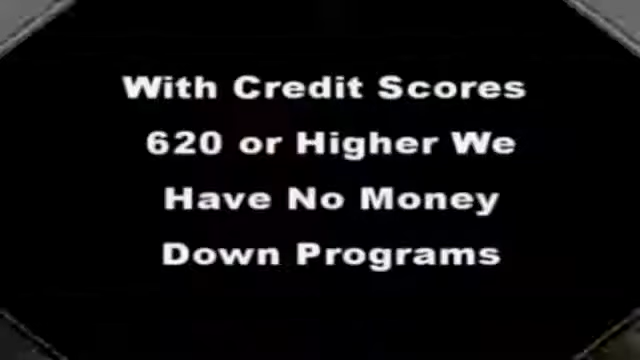 With Credit Scores
620 or Higher We
Have No Money
Down Programs